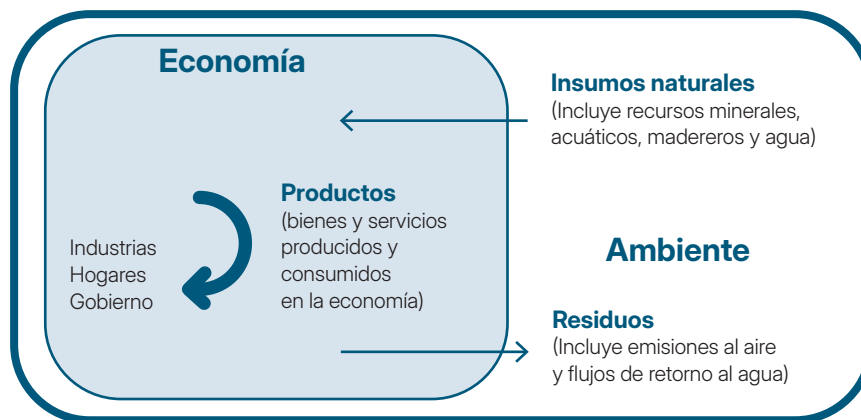 Economía
Insumos naturales
(Incluye recursos minerales,
acuáticos, madereros y agua)
Productos
(bienes y servicios
producidos y
consumidos
en la economía)
Industrias
Hogares
Gobierno
Ambiente
Residuos
(Incluye emisiones al aire
y flujos de retorno al agua)